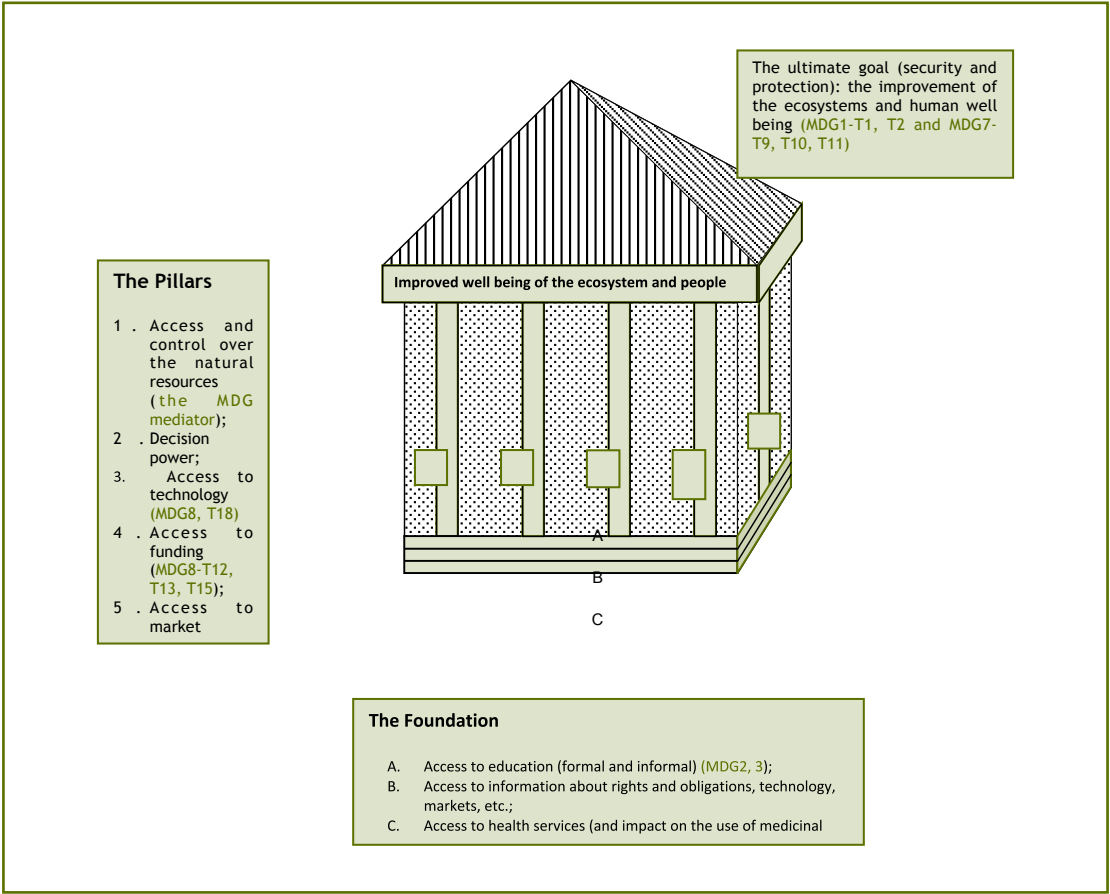 The ultimate goal (security and
protection): the improvement of
the ecosystems and human well
being (MDG1-T1, T2 and MDG7-
T9, T10, T11)
Improved well being of the ecosystem and people
The Pillars
1 . Access and
control over
the natural
resources
(the MDG
mediator);
2 . Decision
power;
3. Access to
technology
(MDG8, T18)
4 . Access to
funding
(MDG8-T12,
T13, T15);
5 . Access to
market
A
B
C
The Foundation
A. Access to education (formal and informal) (MDG2, 3);
B. Access to information about rights and obligations, technology,
markets, etc.;
C. Access to health services (and impact on the use of medicinal